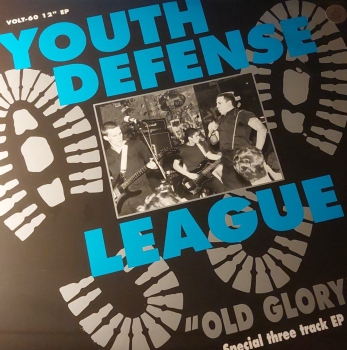 VOLT-60 12" EP
YOUTH
DEFENSE
LEAGUE
"OLD GLORY
Special three track EP